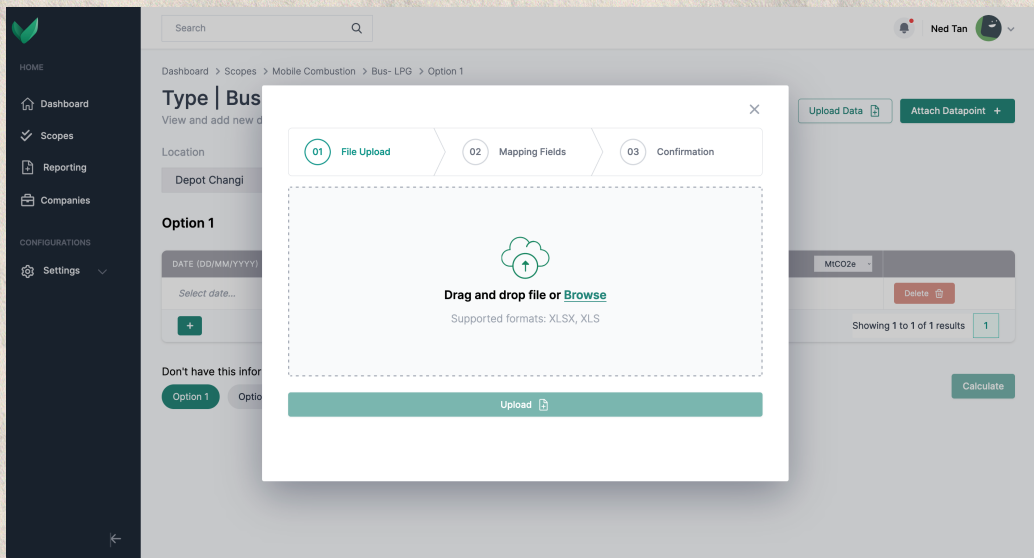 Search
Ned Tan
HOME
Dashboard
Scopes
Reporting
Companies
CONFIGURATIONS
Settings
Dashboard > Scopes > Mobile Combustion > Bus- LPG > Option 1
Type | Bus
View and add new d
Upload Data
Attach Datapoint +
Location
Depot Changi
Option 1
DATE (DD/MM/YYYY)
MtCO2e
Select date...
Delete
+
Showing 1 to 1 of 1 results 1
Don't have this infor
Option 1
Optio
Calculate
01 File Upload
02 Mapping Fields
03 Confirmation
Drag and drop file or Browse
Supported formats: XLSX, XLS
Upload